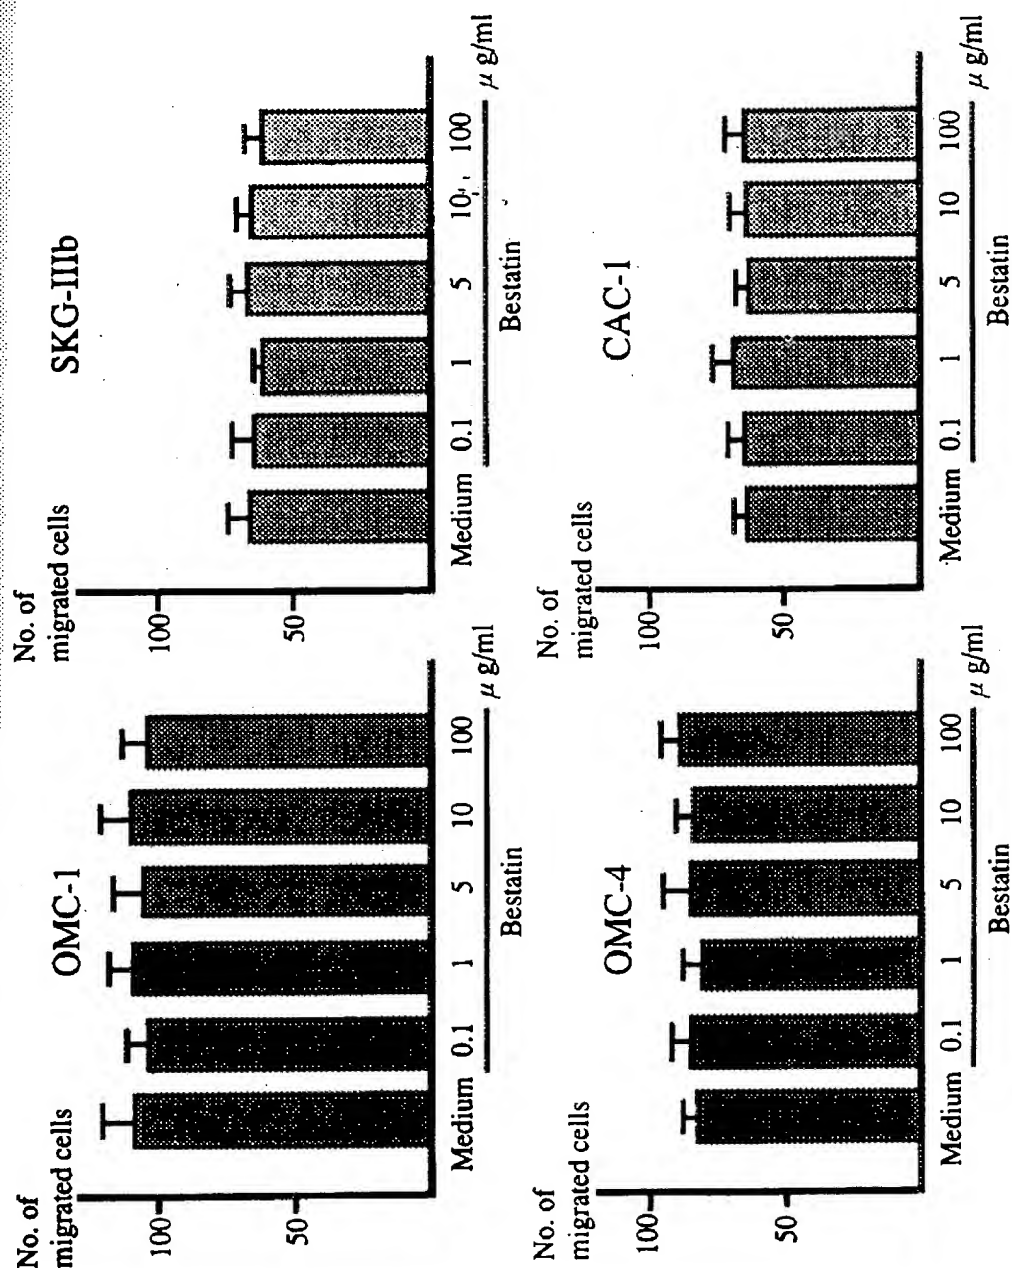 No. of
migrated cells
OMC-1
100
50
Medium 0.1 1 5 10 100 μ g/ml
Bestatin
No. of
migrated cells
SKG-IIIb
100
50
Medium 0.1 1 5 10 100 μ g/ml
Bestatin
No. of
migrated cells
OMC-4
100
50
Medium 0.1 1 5 10 100 μ g/ml
Bestatin
No. of
migrated cells
CAC-1
100
50
Medium 0.1 1 5 10 100 μ g/ml
Bestatin